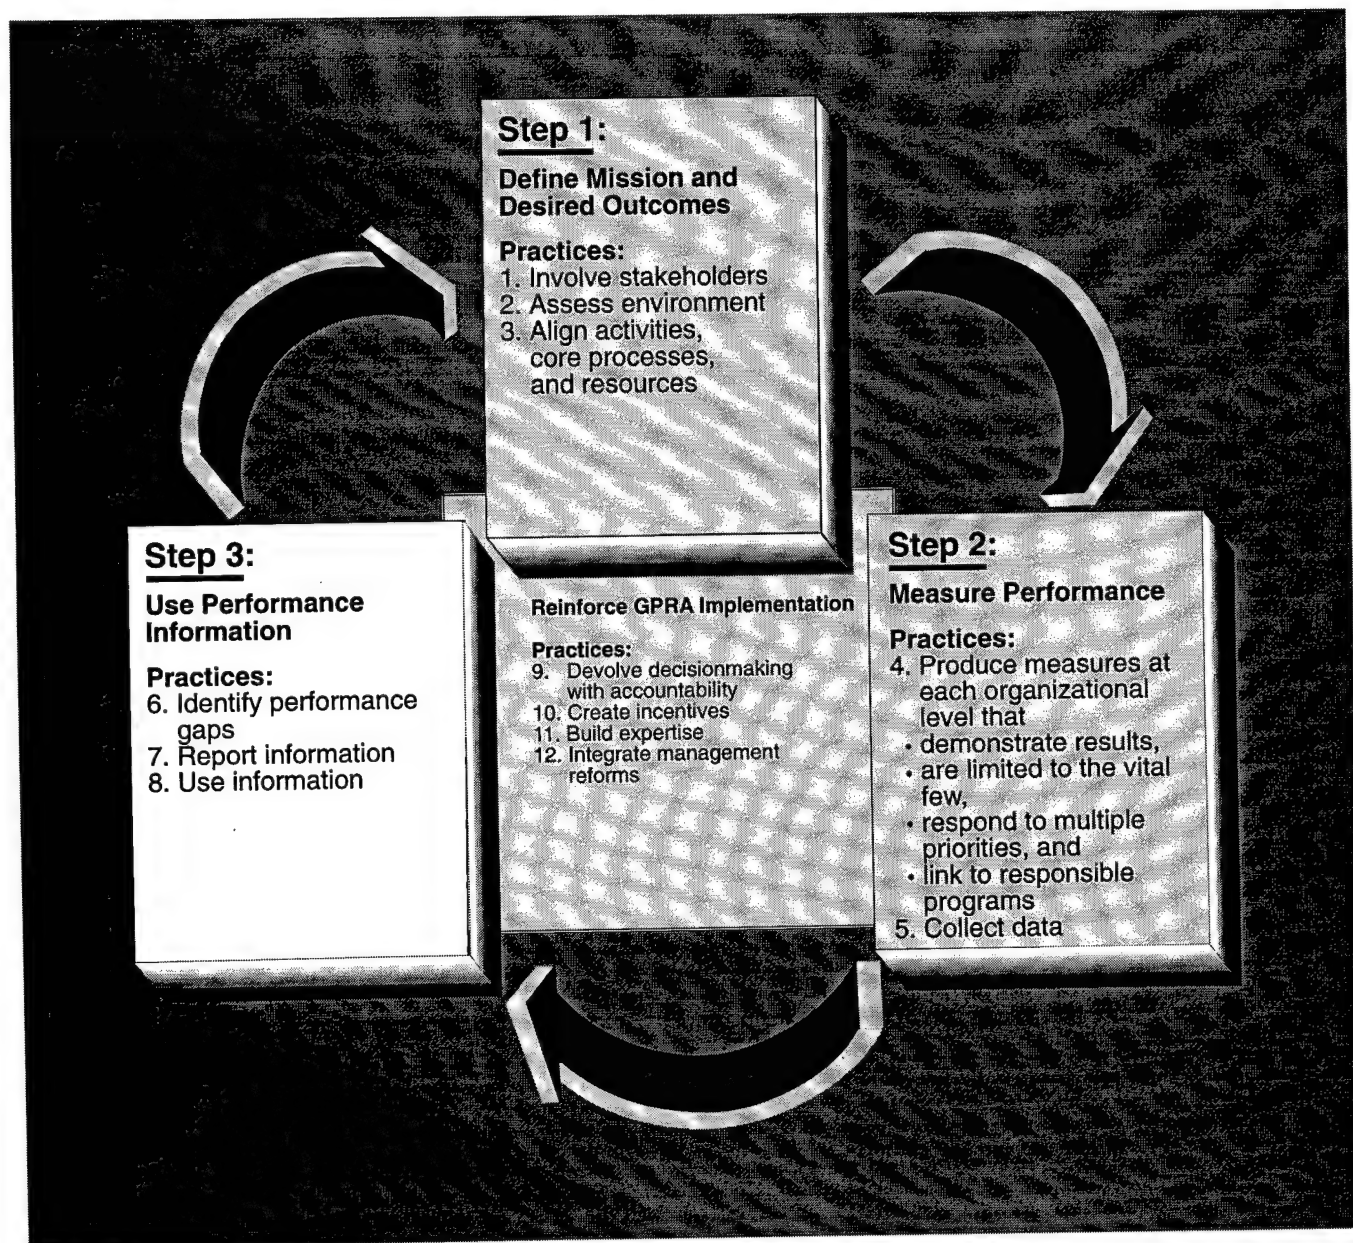 Step 1:
Define Mission and
Desired Outcomes
Practices:
1. Involve stakeholders
2. Assess environment
3. Align activities,
core processes,
and resources
Step 2:
Measure Performance
Practices:
4. Produce measures at
each organizational
level that
• demonstrate results,
• are limited to the vital
few,
• respond to multiple
priorities, and
• link to responsible
programs
5. Collect data
Step 3:
Use Performance
Information
Practices:
6. Identify performance
gaps
7. Report information
8. Use information
Reinforce GPRA Implementation
Practices:
9. Devolve decisionmaking
with accountability
10. Create incentives
11. Build expertise
12. Integrate management
reforms